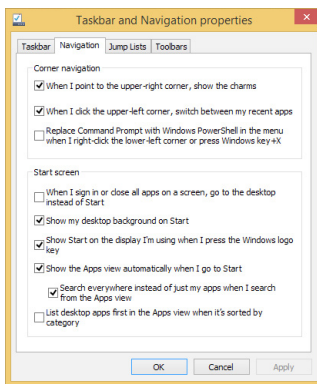 Taskbar and Navigation properties
Taskbar Navigation Jump Lists Toolbars
Corner navigation
When I point to the upper-right corner, show the charms
When I click the upper-left corner, switch between my recent apps
Replace Command Prompt with Windows PowerShell in the menu
when I right-click the lower-left corner or press Windows key+X
Start screen
When I sign in or close all apps on a screen, go to the desktop
instead of Start
Show my desktop background on Start
Show Start on the display I'm using when I press the Windows logo
key
Show the Apps view automatically when I go to Start
Search everywhere instead of just my apps when I search
from the Apps view
List desktop apps first in the Apps view when it's sorted by
category
OK Cancel Apply